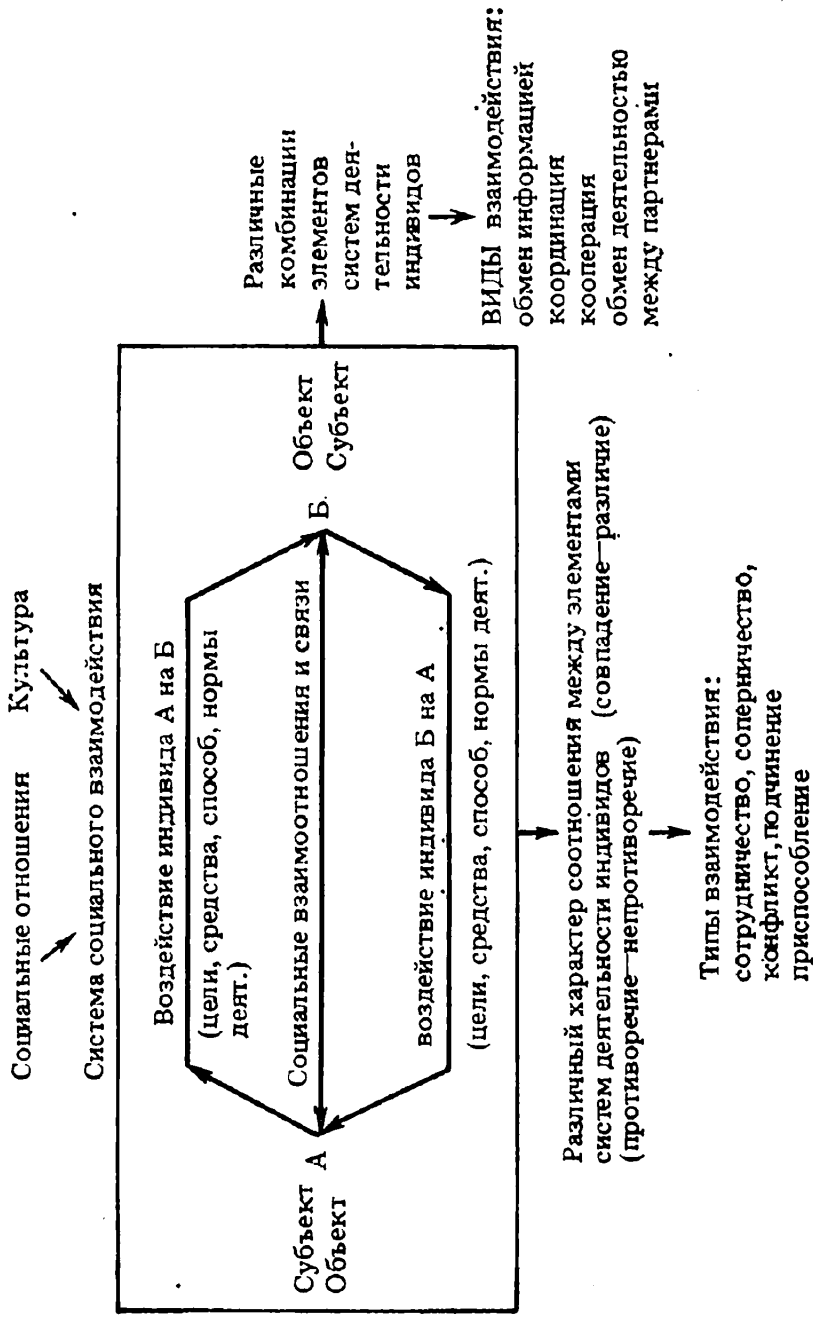 Социальные отношения Культура
Система социального взаимодействия
Воздействие индивида А на Б
(цели, средства, способ, нормы
деят.)
Социальные взаимоотношения и связи
Субъект А
Объект
Б. Объект
Субъект
воздействие индивида Б на А
(цели, средства, способ, нормы деят.)
Различные
комбинации
элементов
систем дея-
тельности
индивидов
ВИДЫ взаимодействия:
обмен информацией
координация
кооперация
обмен деятельностью
между партнерами
Различный характер соотношения между элементами
систем деятельности индивидов (совпадение—различие)
(противоречие—непротиворечие)
Типы взаимодействия:
сотрудничество, соперничество,
конфликт, подчинение
приспособление